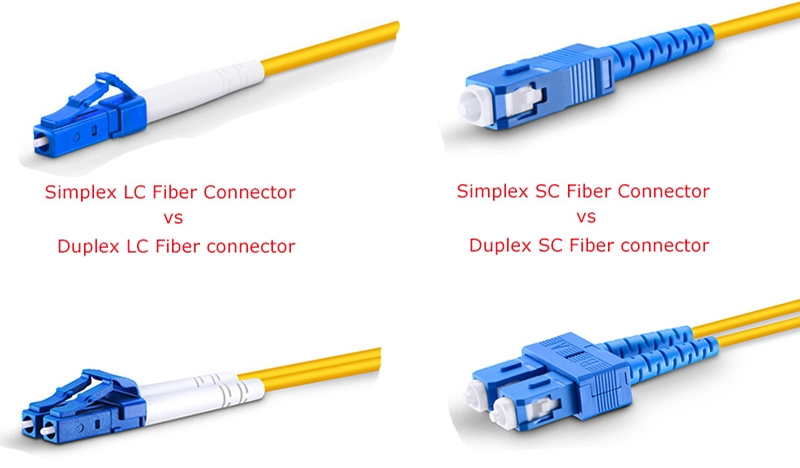 Simplex LC Fiber Connector
vs
Duplex LC Fiber connector
Simplex SC Fiber Connector
vs
Duplex SC Fiber connector